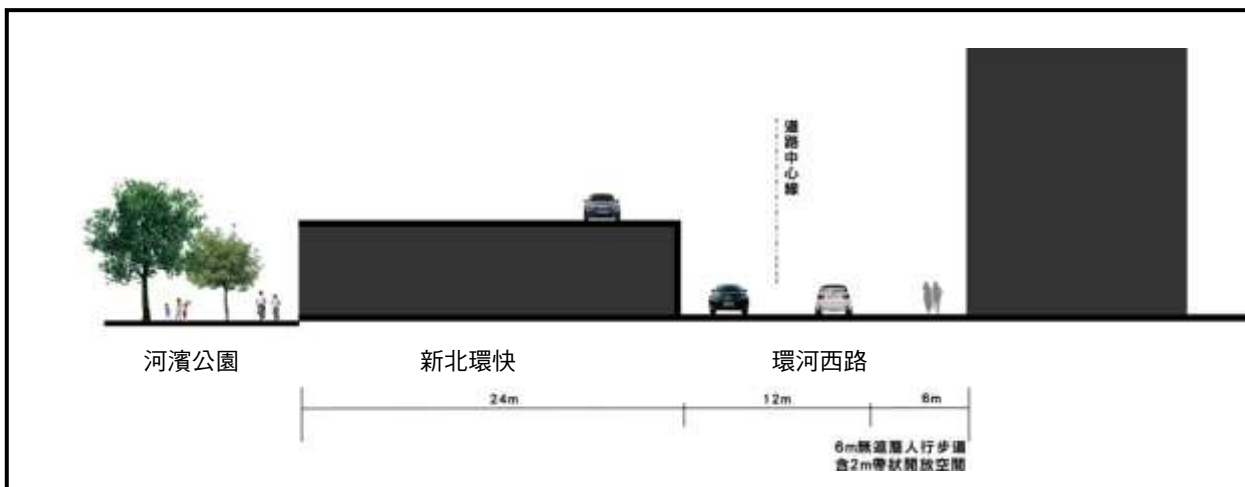 道路中心線
河濱公園
新北環快
環河西路
24m
12m
6m
6m無遮簷人行步道
含2m帶狀開放空間